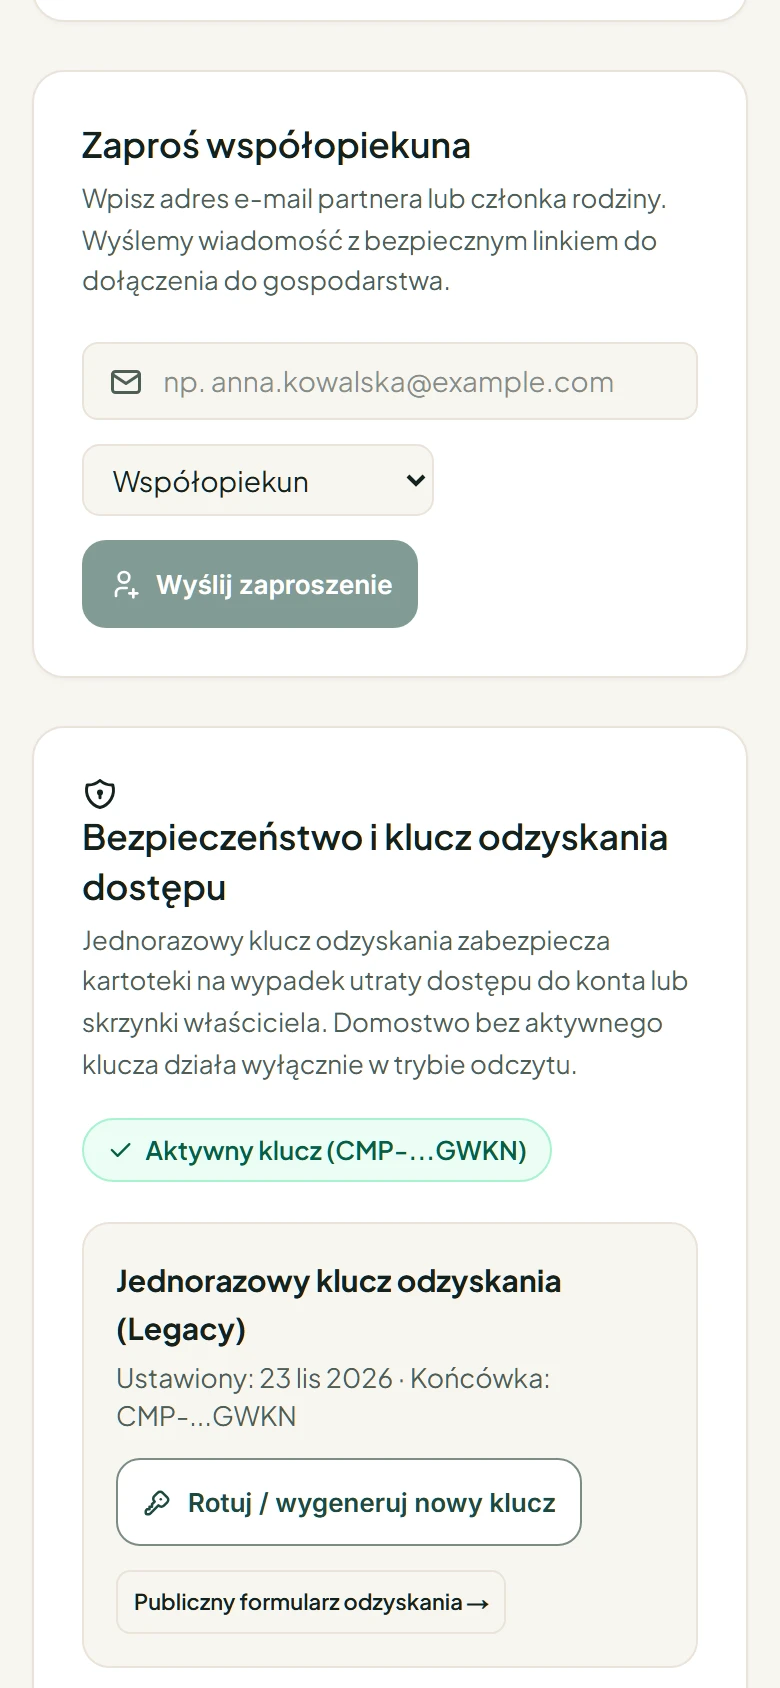 Zaproś współopiekuna
Wpisz adres e-mail partnera lub członka rodziny.
Wyślemy wiadomość z bezpiecznym linkiem do
dołączenia do gospodarstwa.
np. anna.kowalska@example.com
Współopiekun
Wyślij zaproszenie
Bezpieczeństwo i klucz odzyskania
dostępu
Jednorazowy klucz odzyskania zabezpiecza
kartoteki na wypadek utraty dostępu do konta lub
skrzynki właściciela. Domostwo bez aktywnego
klucza działa wyłącznie w trybie odczytu.
Aktywny klucz (CMP-...GWKN)
Jednorazowy klucz odzyskania
(Legacy)
Ustawiony: 23 lis 2026 · Końcówka:
CMP-...GWKN
Rotuj / wygeneruj nowy klucz
Publiczny formularz odzyskania →